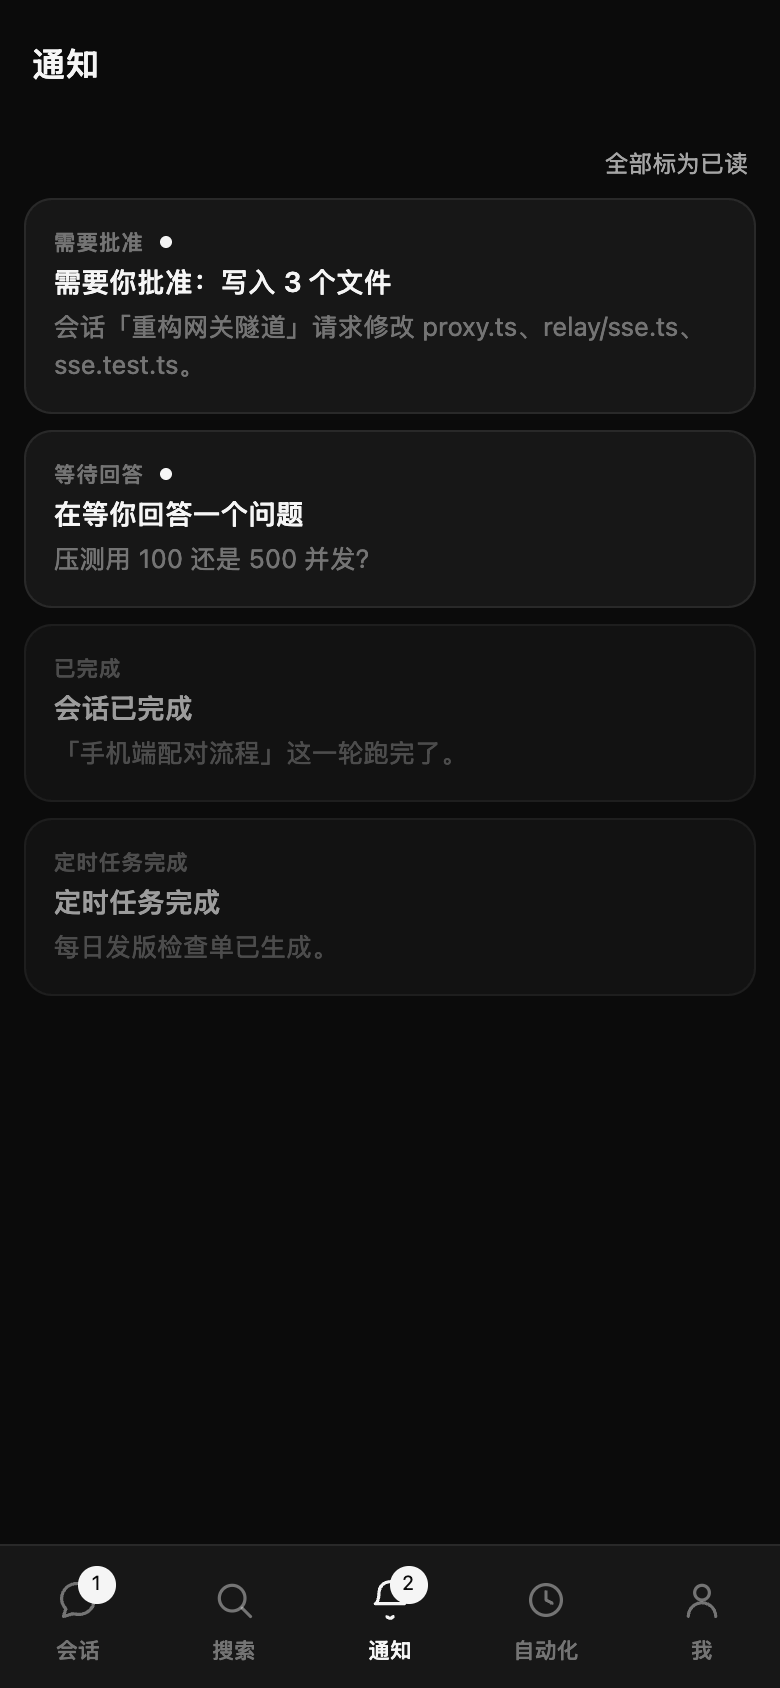 通知
全部标为已读
需要批准
需要你批准：写入 3 个文件
会话「重构网关隧道」请求修改 proxy.ts、relay/sse.ts、
sse.test.ts。
等待回答
在等你回答一个问题
压测用 100 还是 500 并发?
已完成
会话已完成
「手机端配对流程」这一轮跑完了。
定时任务完成
定时任务完成
每日发版检查单已生成。
1
2
会话
搜索
通知
自动化
我